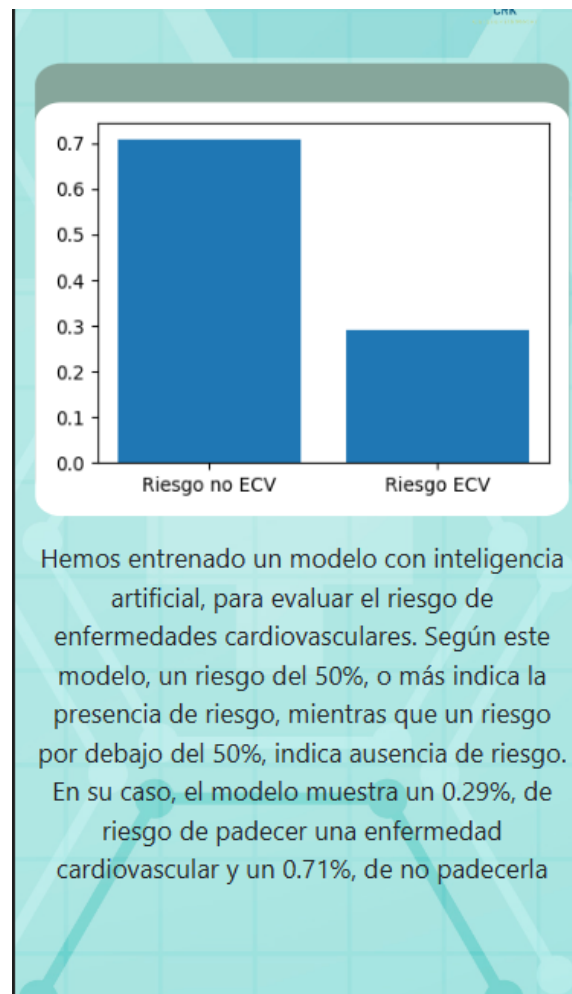 0.7
0.6
0.5
0.4
0.3
0.2
0.1
0.0
Riesgo no ECV Riesgo ECV
Hemos entrenado un modelo con inteligencia
artificial, para evaluar el riesgo de
enfermedades cardiovasculares. Según este
modelo, un riesgo del 50%, o más indica la
presencia de riesgo, mientras que un riesgo
por debajo del 50%, indica ausencia de riesgo.
En su caso, el modelo muestra un 0.29%, de
riesgo de padecer una enfermedad
cardiovascular y un 0.71%, de no padecerla